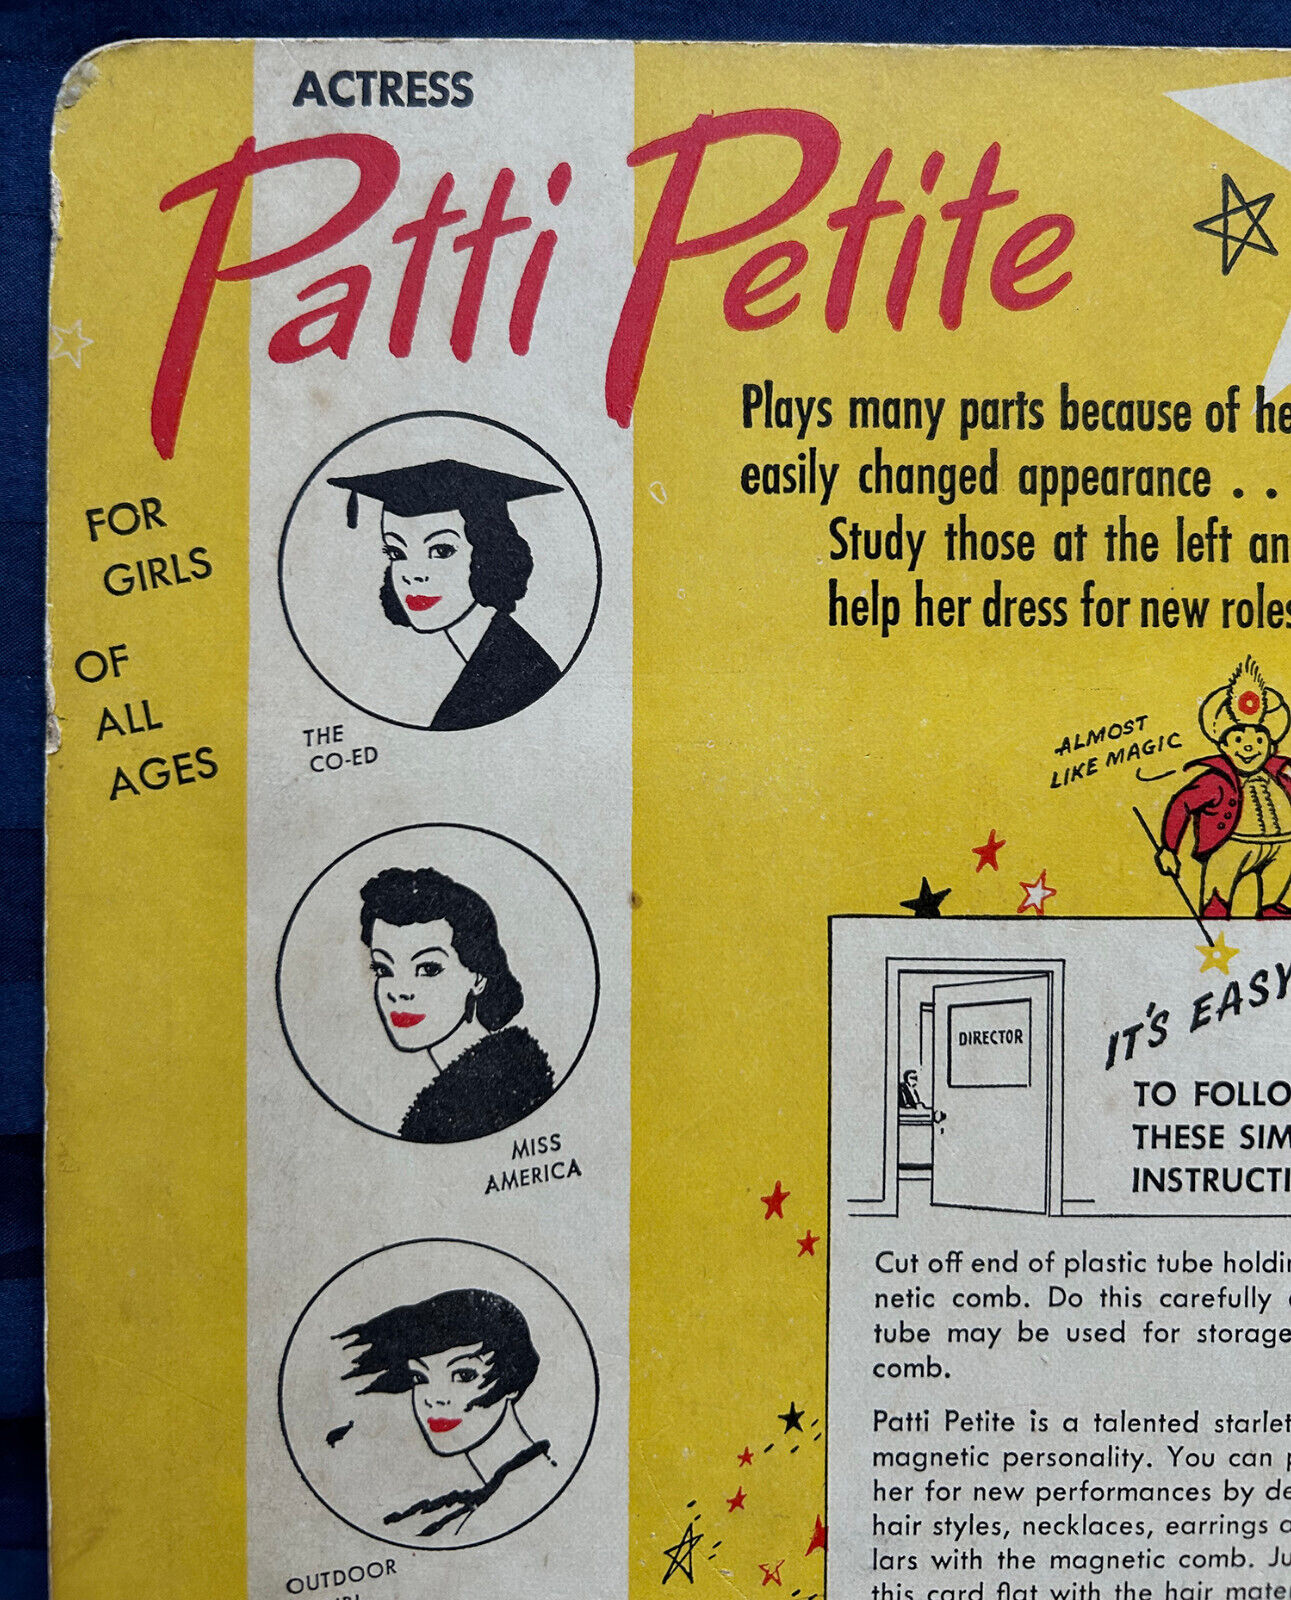 ACTRESS
Patti Petite
FOR
GIRLS
OF
ALL
AGES
Plays many parts because of
easily changed appearance . .
Study those at the left
help her dress for new roles
THE
CO-ED
ALMOST
LIKE MAGIC
MISS
AMERICA
DIRECTOR
IT'S EASY
TO
THESE
Cut off end of plastic tube
netic comb. Do this carefully
tube may be used for storage
comb.
Patti Petite is a talented starlet
magnetic personality. You can
her for new performances by
hair styles, necklaces, earrings
lars with the magnetic comb.
this card flat with the hair
OUTDOOR